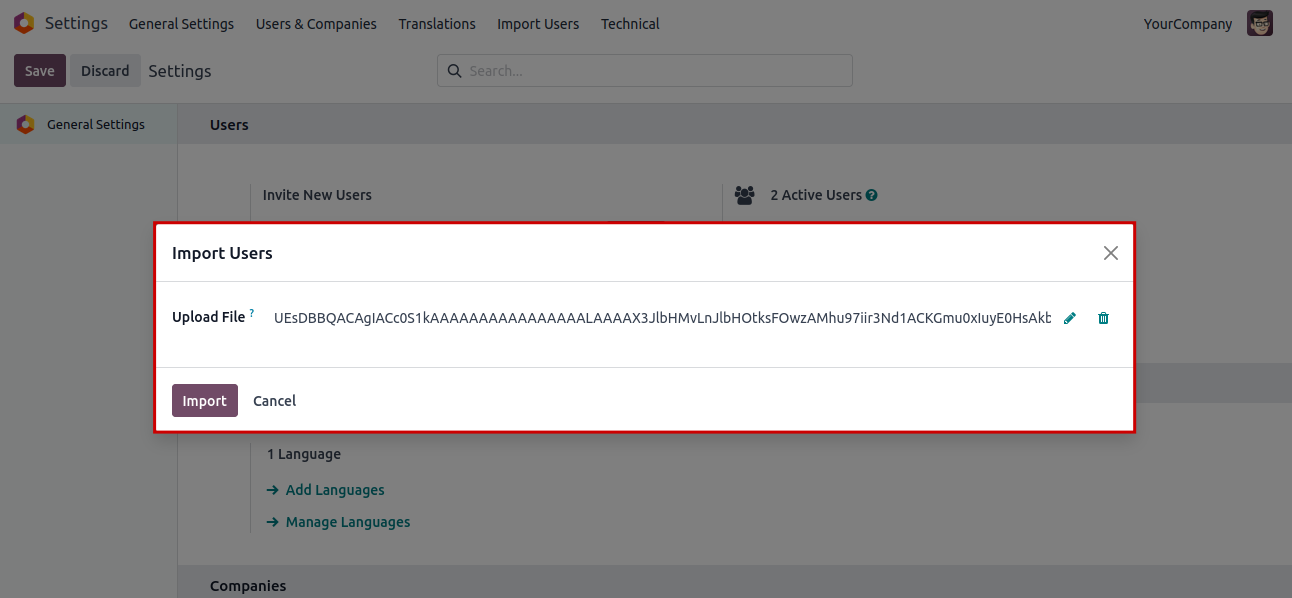 Settings General Settings Users & Companies Translations Import Users Technical YourCompany
Save Discard Settings Search...
General Settings Users
Invite New Users 2 Active Users ?
Import Users
Upload File ? UEsDBBQACAgIACc0S1kAAAAAAAAAAAAAAAALAAAAX3JlbHMvLnJlbHOtksFOwzAMhu97iir3Nd1ACKGmu0xIuyE0HsAkb
Import Cancel
1 Language
Add Languages
Manage Languages
Companies